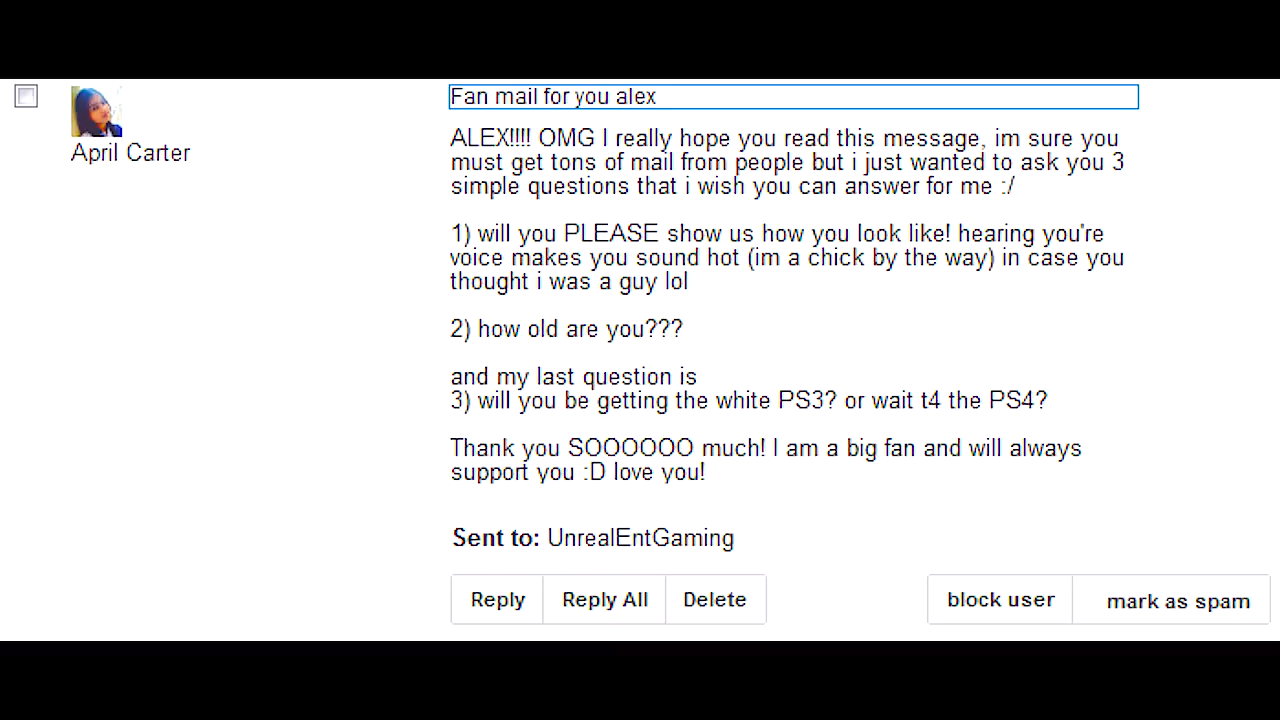 Fan mail for you alex
April Carter
ALEX!!!! OMG I really hope you read this message, im sure you
must get tons of mail from people but i just wanted to ask you 3
simple questions that i wish you can answer for me :/
1) will you PLEASE show us how you look like! hearing you're
voice makes you sound hot (im a chick by the way) in case you
thought i was a guy lol
2) how old are you???
and my last question is
3) will you be getting the white PS3? or wait t4 the PS4?
Thank you SOOOOOO much! I am a big fan and will always
support you :D love you!
Sent to: UnrealEntGaming
Reply Reply All Delete block user mark as spam